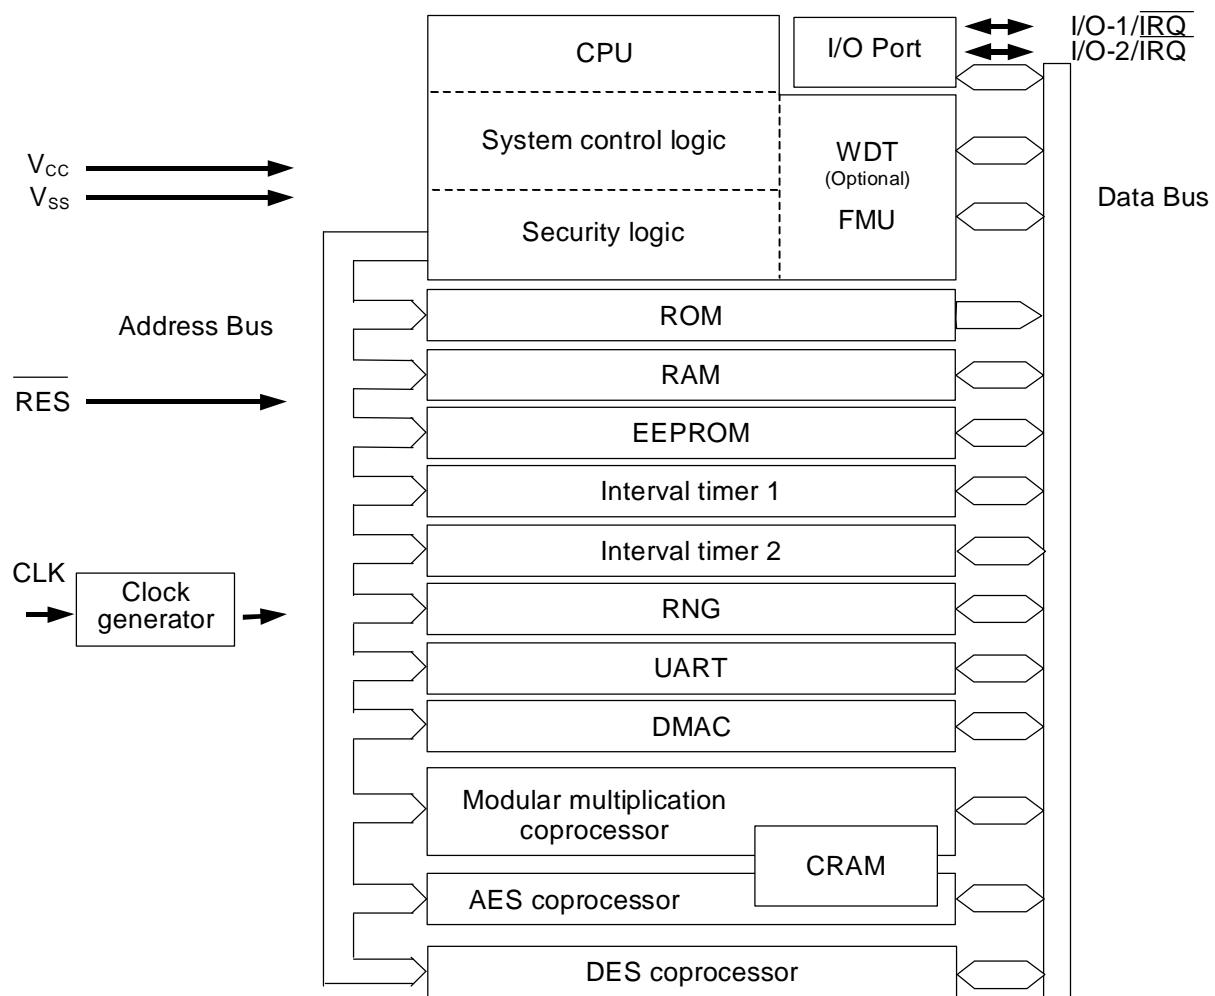 CPU
I/O Port
I/O-1/IRQ
I/O-2/IRQ
System control logic
WDT
(Optional)
FMU
Security logic
VCC
VSS
Data Bus
Address Bus
RES
CLK
Clock
generator
ROM
RAM
EEPROM
Interval timer 1
Interval timer 2
RNG
UART
DMAC
Modular multiplication
coprocessor
CRAM
AES coprocessor
DES coprocessor